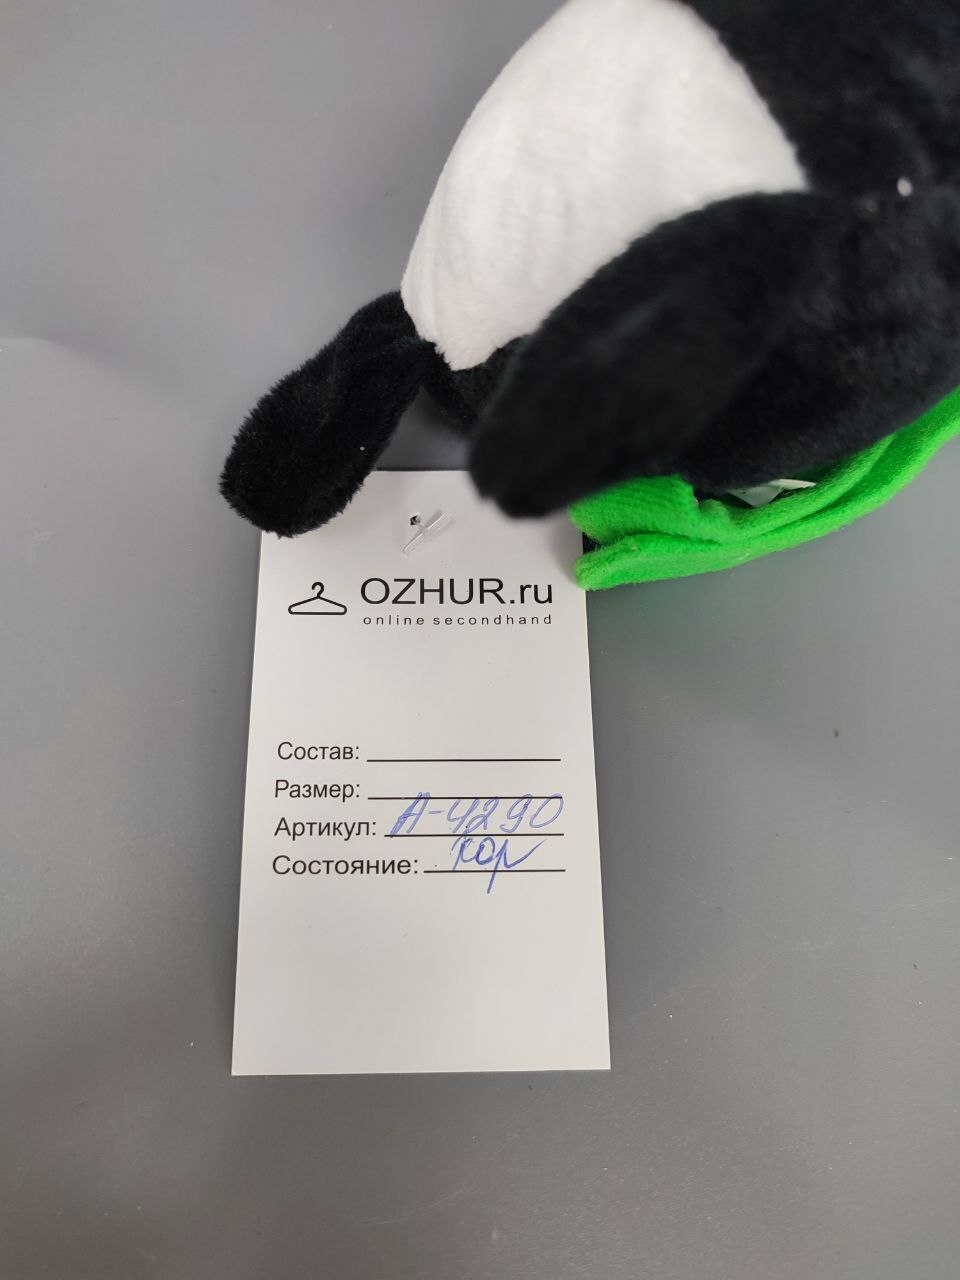 OZHUR.ru
online secondhand
Состав:
Размер:
Артикул: А-4290
Состояние: хор